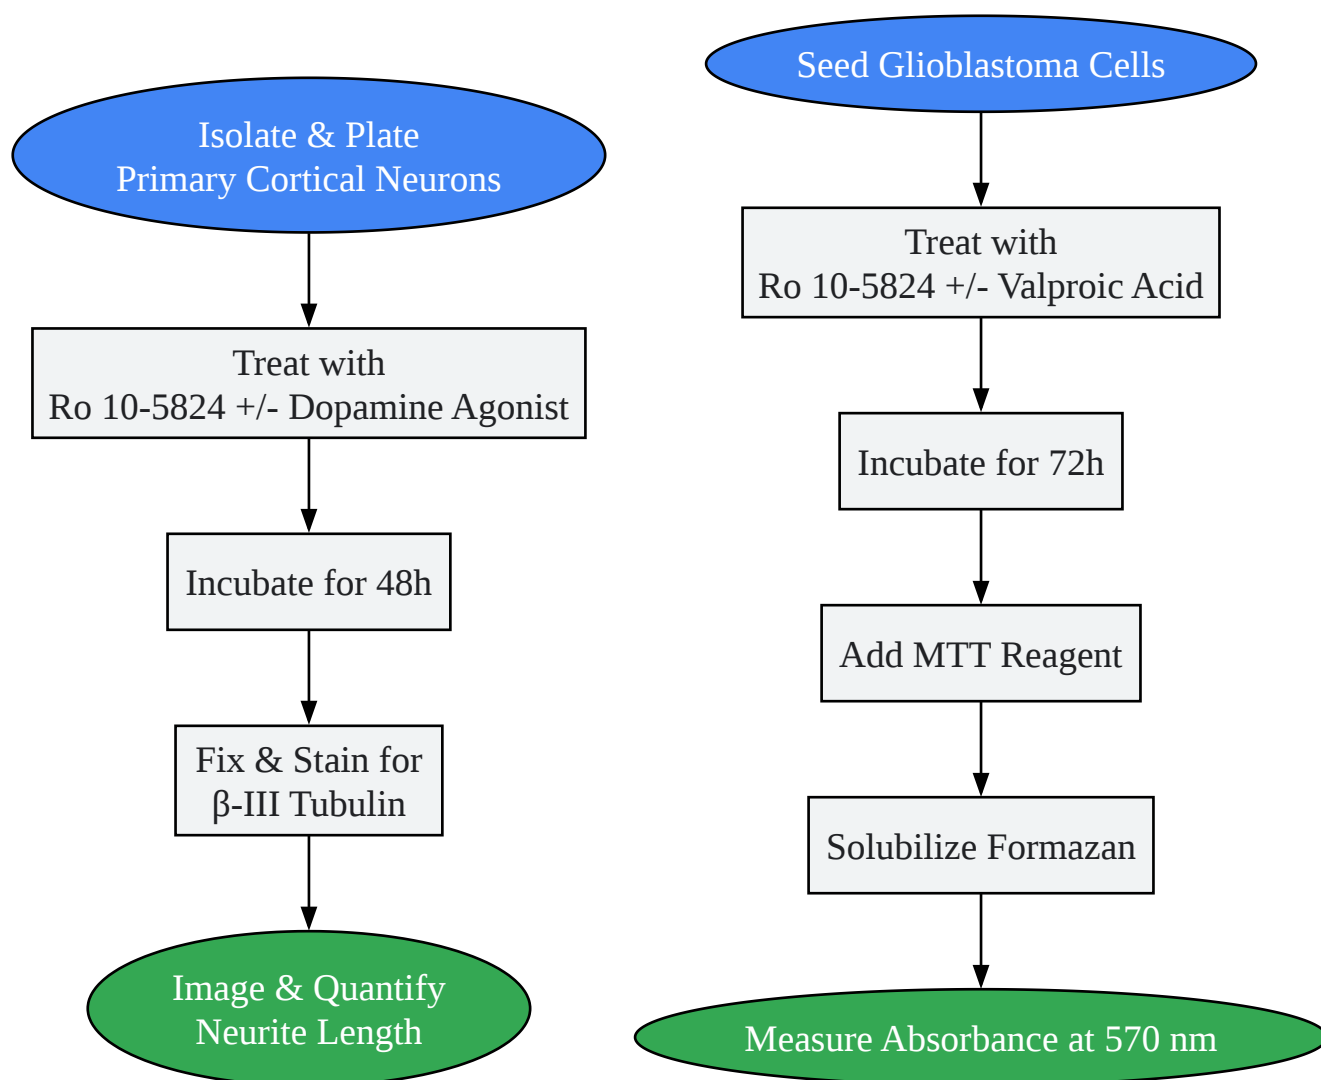 Isolate & Plate
Primary Cortical Neurons
Treat with
Ro 10-5824 +/- Dopamine Agonist
Incubate for 48h
Fix & Stain for
β-III Tubulin
Image & Quantify
Neurite Length
Seed Glioblastoma Cells
Treat with
Ro 10-5824 +/- Valproic Acid
Incubate for 72h
Add MTT Reagent
Solubilize Formazan
Measure Absorbance at 570 nm